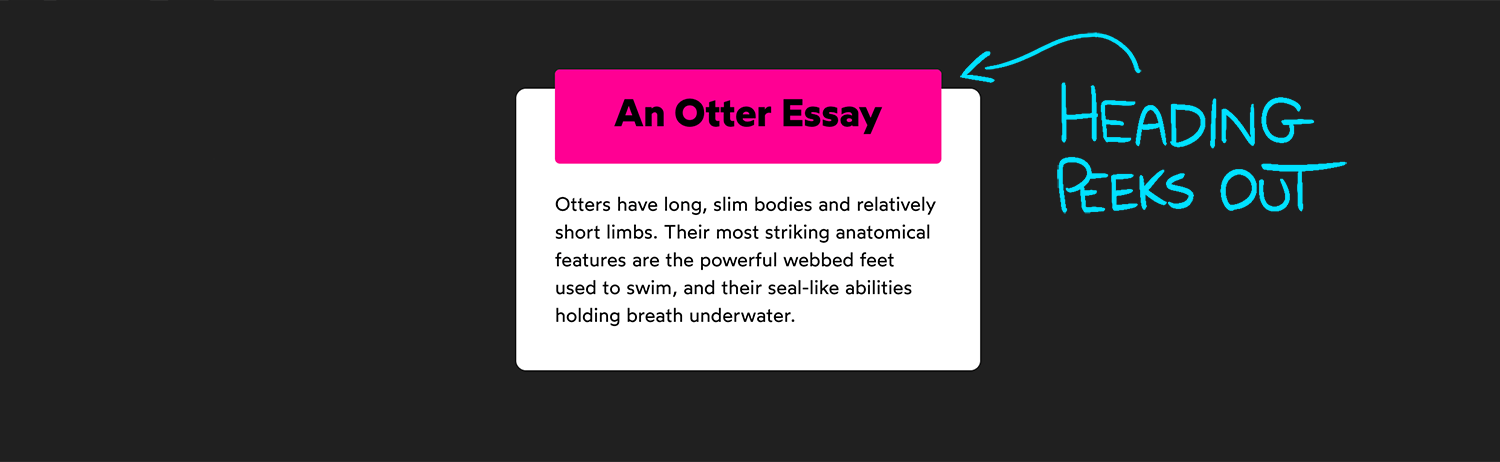 An Otter Essay
Otters have long, slim bodies and relatively
short limbs. Their most striking anatomical
features are the powerful webbed feet
used to swim, and their seal-like abilities
holding breath underwater.
HEADING
PEEKS OUT